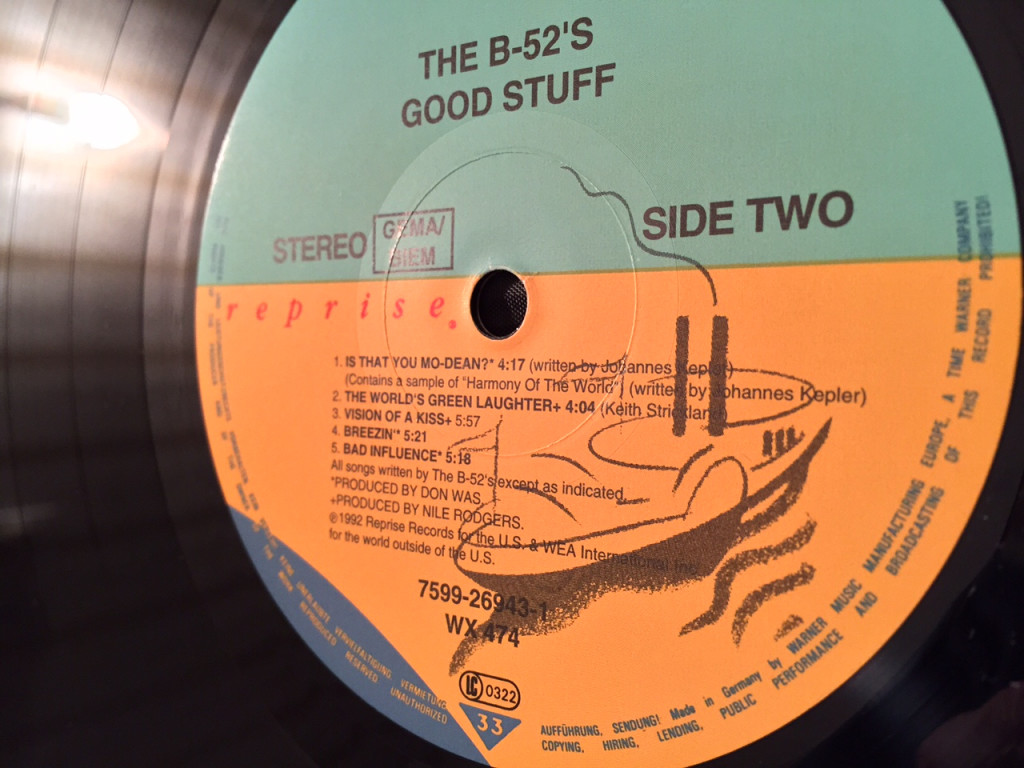 THE B-52'S
GOOD STUFF
SIDE TWO
STEREO
GEMA/
BIEM
reprise
1. IS THAT YOU MO-DEAN?* 4:17 (written by Johannes Kepler)
(Contains a sample of "Harmony Of The World") (written by Johannes Kepler)
2. THE WORLD'S GREEN LAUGHTER+ 4:04 (Keith Strickland)
3. VISION OF A KISS+ 5:57
4. BREEZIN'* 5:21
5. BAD INFLUENCE* 5:18
All songs written by The B-52's except as indicated.
*PRODUCED BY DON WAS.
+PRODUCED BY NILE RODGERS.
℗1992 Reprise Records for the U.S. & WEA International Inc.
for the world outside of the U.S.
7599-26943-1
WX 474
LC 0322
33
UNERLAUBTE VERVIELFÄLTIGUNG, VERMIETUNG,
REPRODUCED RESERVED UNAUTHORIZED
AUFFÜHRUNG, SENDUNG! Made in Germany by WARNER MUSIC MANUFACTURING EUROPE. A TIME WARNER COMPANY
COPYING, HIRING, LENDING, PUBLIC PERFORMANCE AND BROADCASTING OF THIS RECORD PROHIBITED!